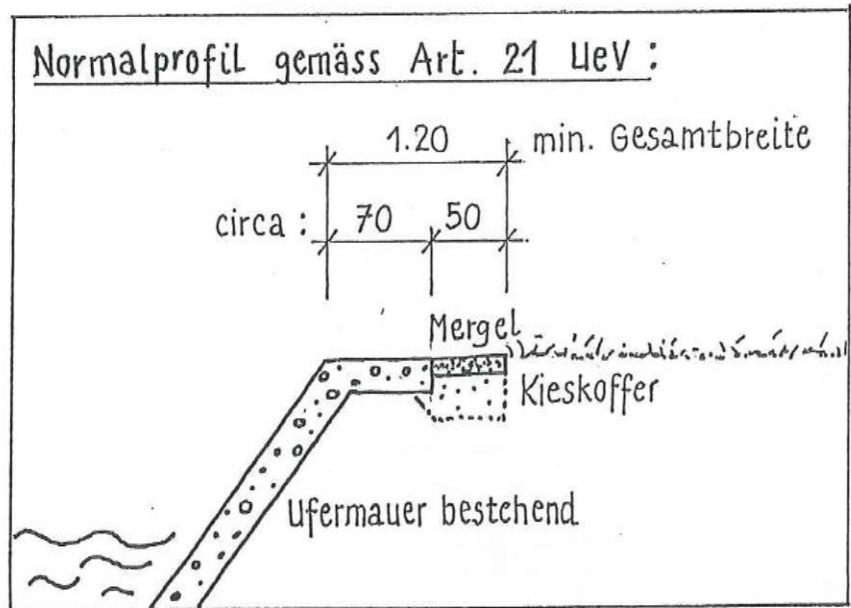 Normalprofil gemäss Art. 21 UeV :
1.20 min. Gesamtbreite
circa : 70 50
Mergel
Kieskoffer
Ufermauer bestehend